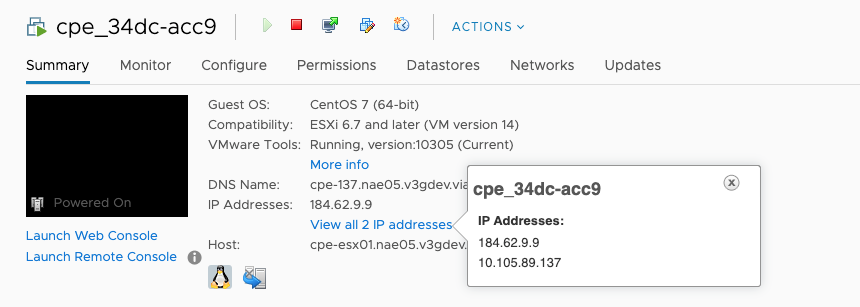 cpe_34dc-acc9
ACTIONS
Summary Monitor Configure Permissions Datastores Networks Updates
Powered On
Launch Web Console
Launch Remote Console
Guest OS: CentOS 7 (64-bit)
Compatibility: ESXi 6.7 and later (VM version 14)
VMware Tools: Running, version:10305 (Current)
More info
DNS Name: cpe-137.nae05.v3gdev.via
IP Addresses: 184.62.9.9
View all 2 IP addresses
Host: cpe-esx01.nae05.v3gdev.
cpe_34dc-acc9
IP Addresses:
184.62.9.9
10.105.89.137